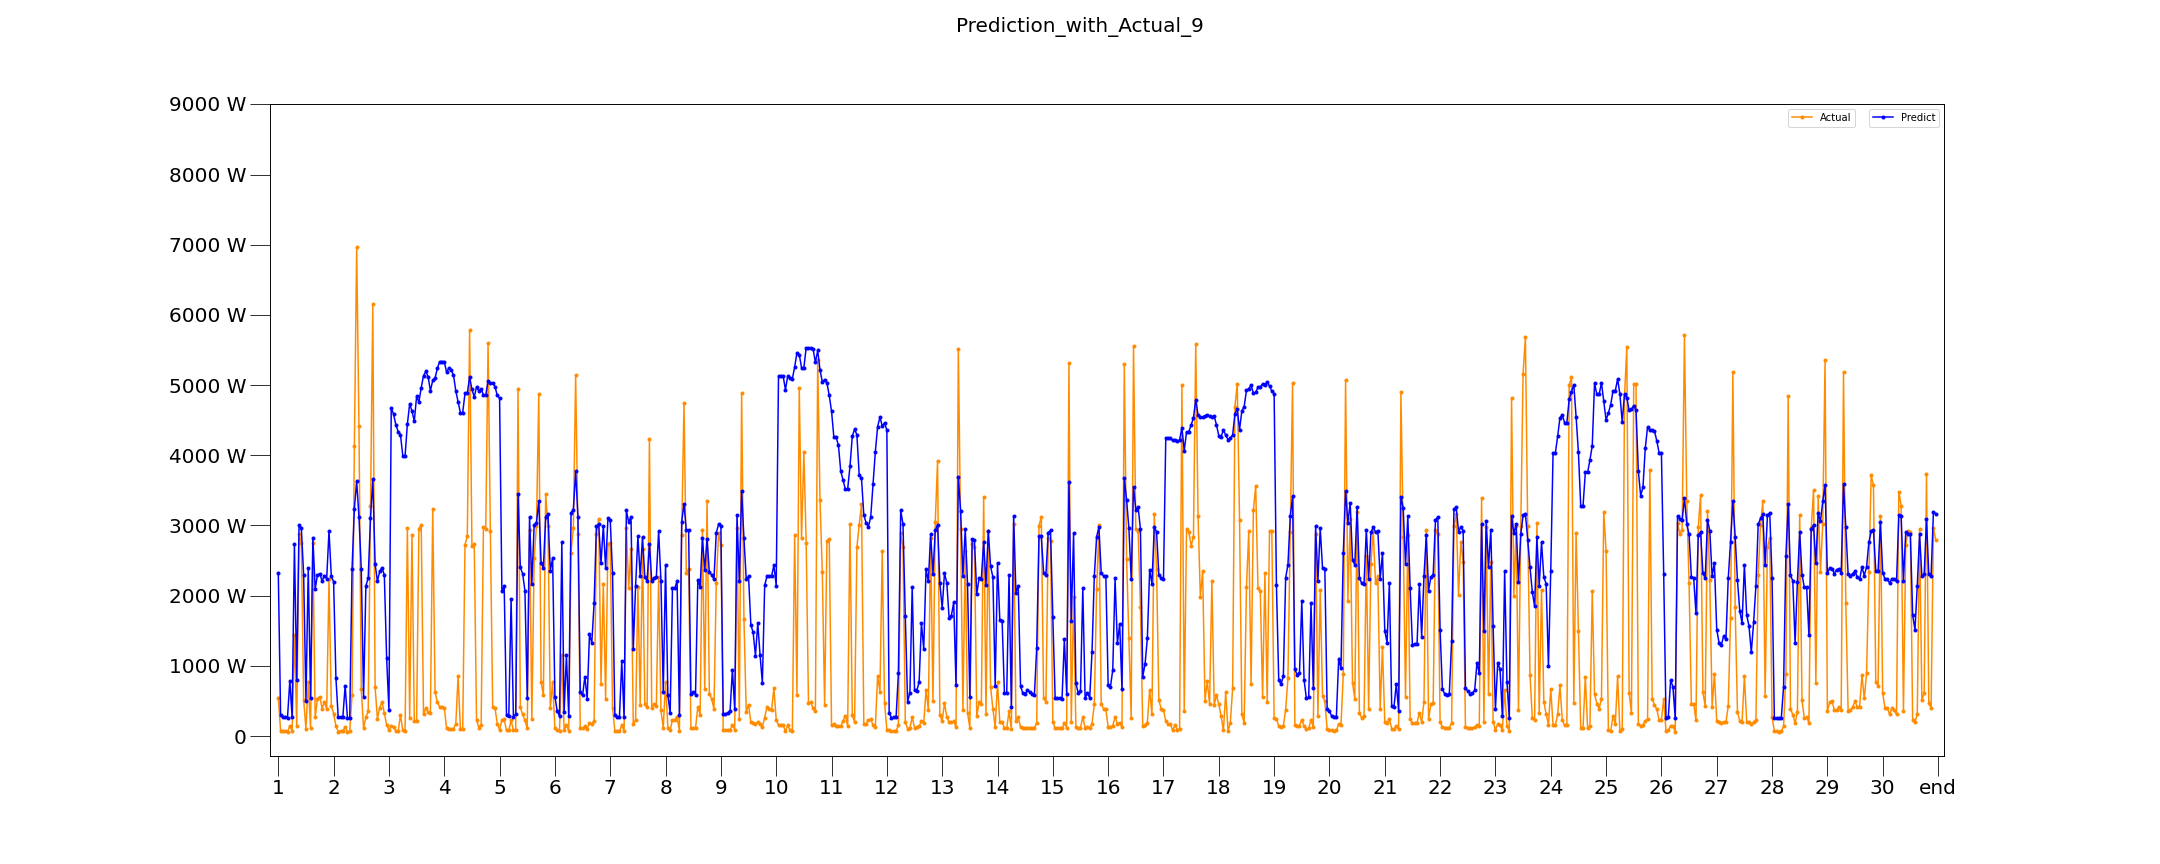 Prediction_with_Actual_9
9000 W
8000 W
7000 W
6000 W
5000 W
4000 W
3000 W
2000 W
1000 W
0
Actual Predict
1 2 3 4 5 6 7 8 9 10 11 12 13 14 15 16 17 18 19 20 21 22 23 24 25 26 27 28 29 30 end